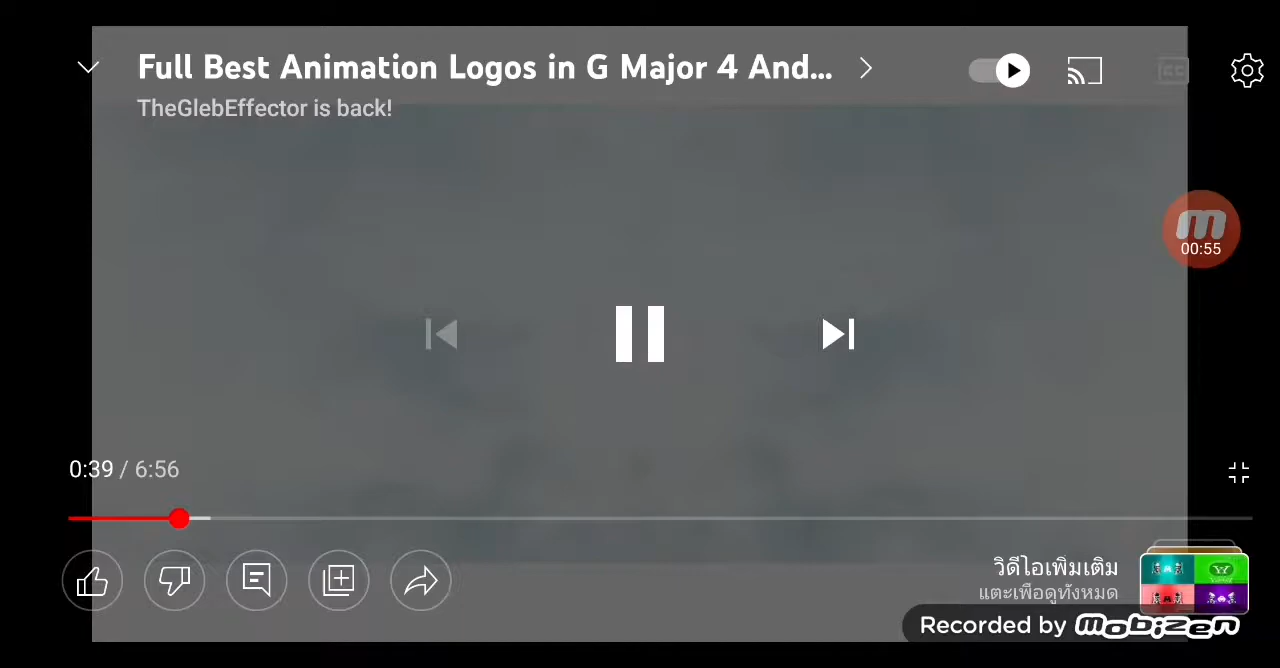 Full Best Animation Logos in G Major 4 And...
TheGlebEffector is back!
CC
m
00:55
0:39 / 6:56
วิดีโอเพิ่มเติม
แตะเพื่อดูทั้งหมด
Recorded by mobizen